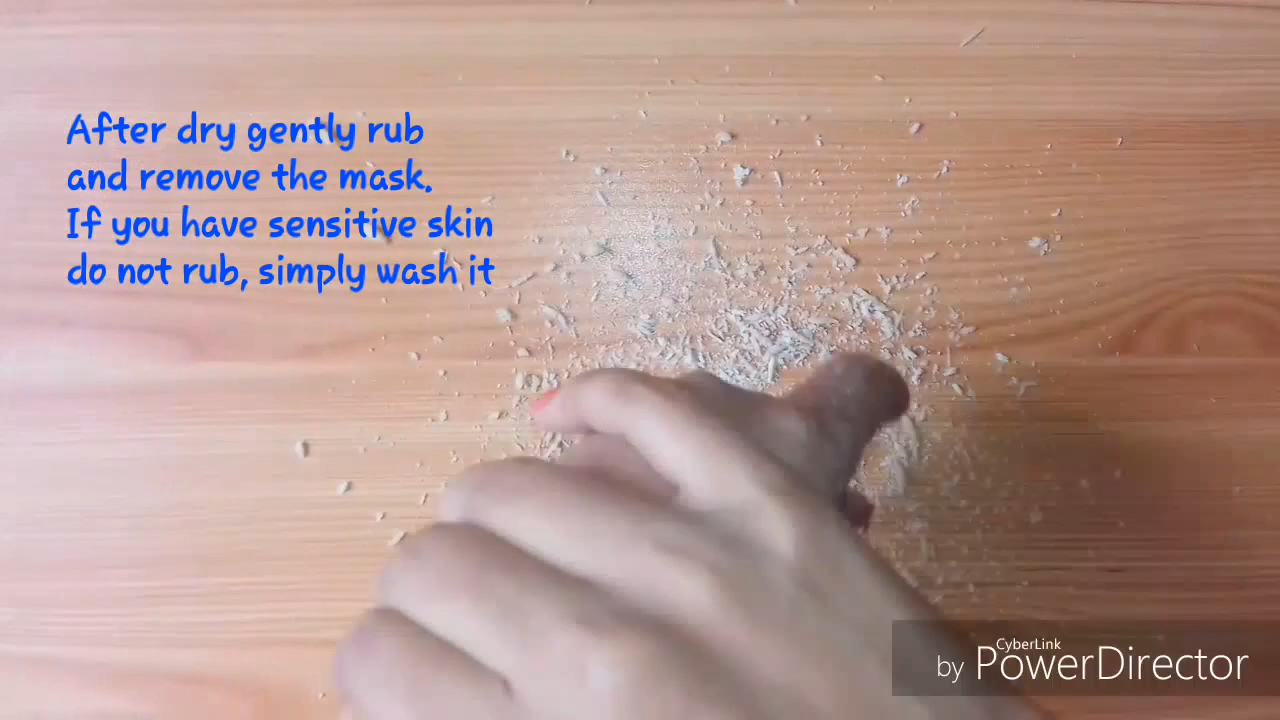 After dry gently rub
and remove the mask.
If you have sensitive skin
do not rub, simply wash it
CyberLink
by PowerDirector